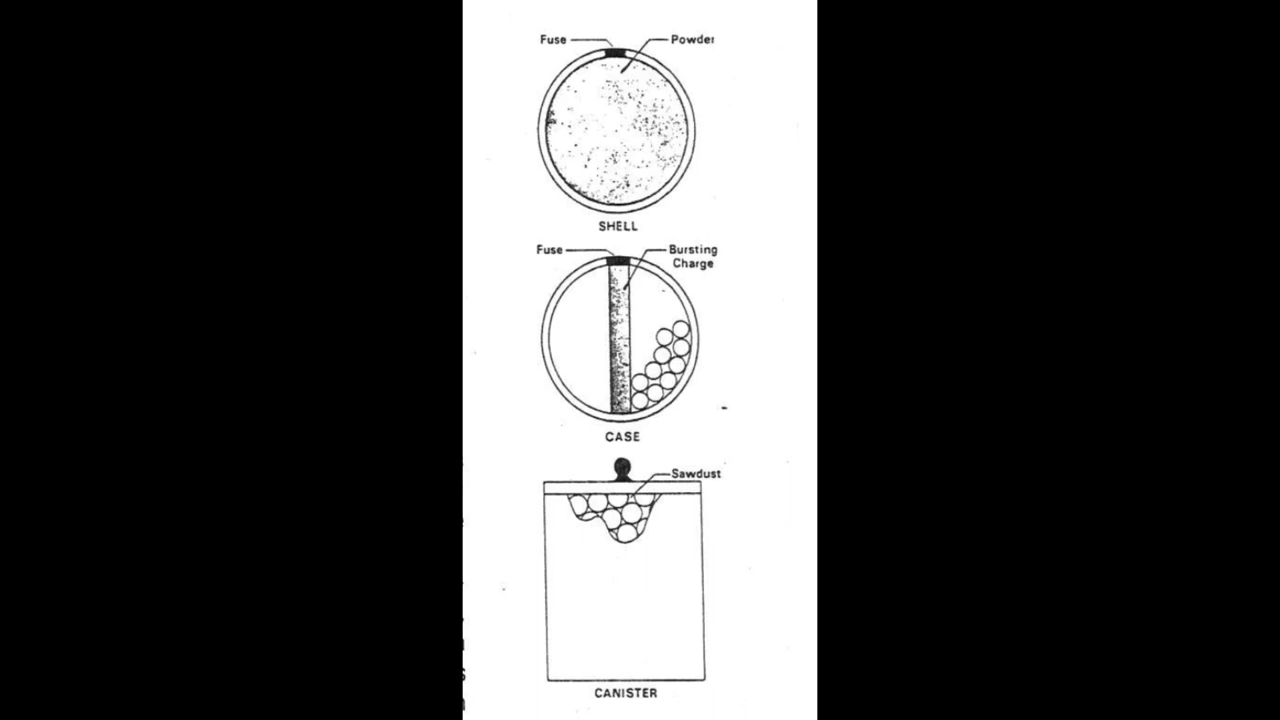 Fuse
Powder
SHELL
Fuse
Bursting
Charge
CASE
Sawdust
CANISTER